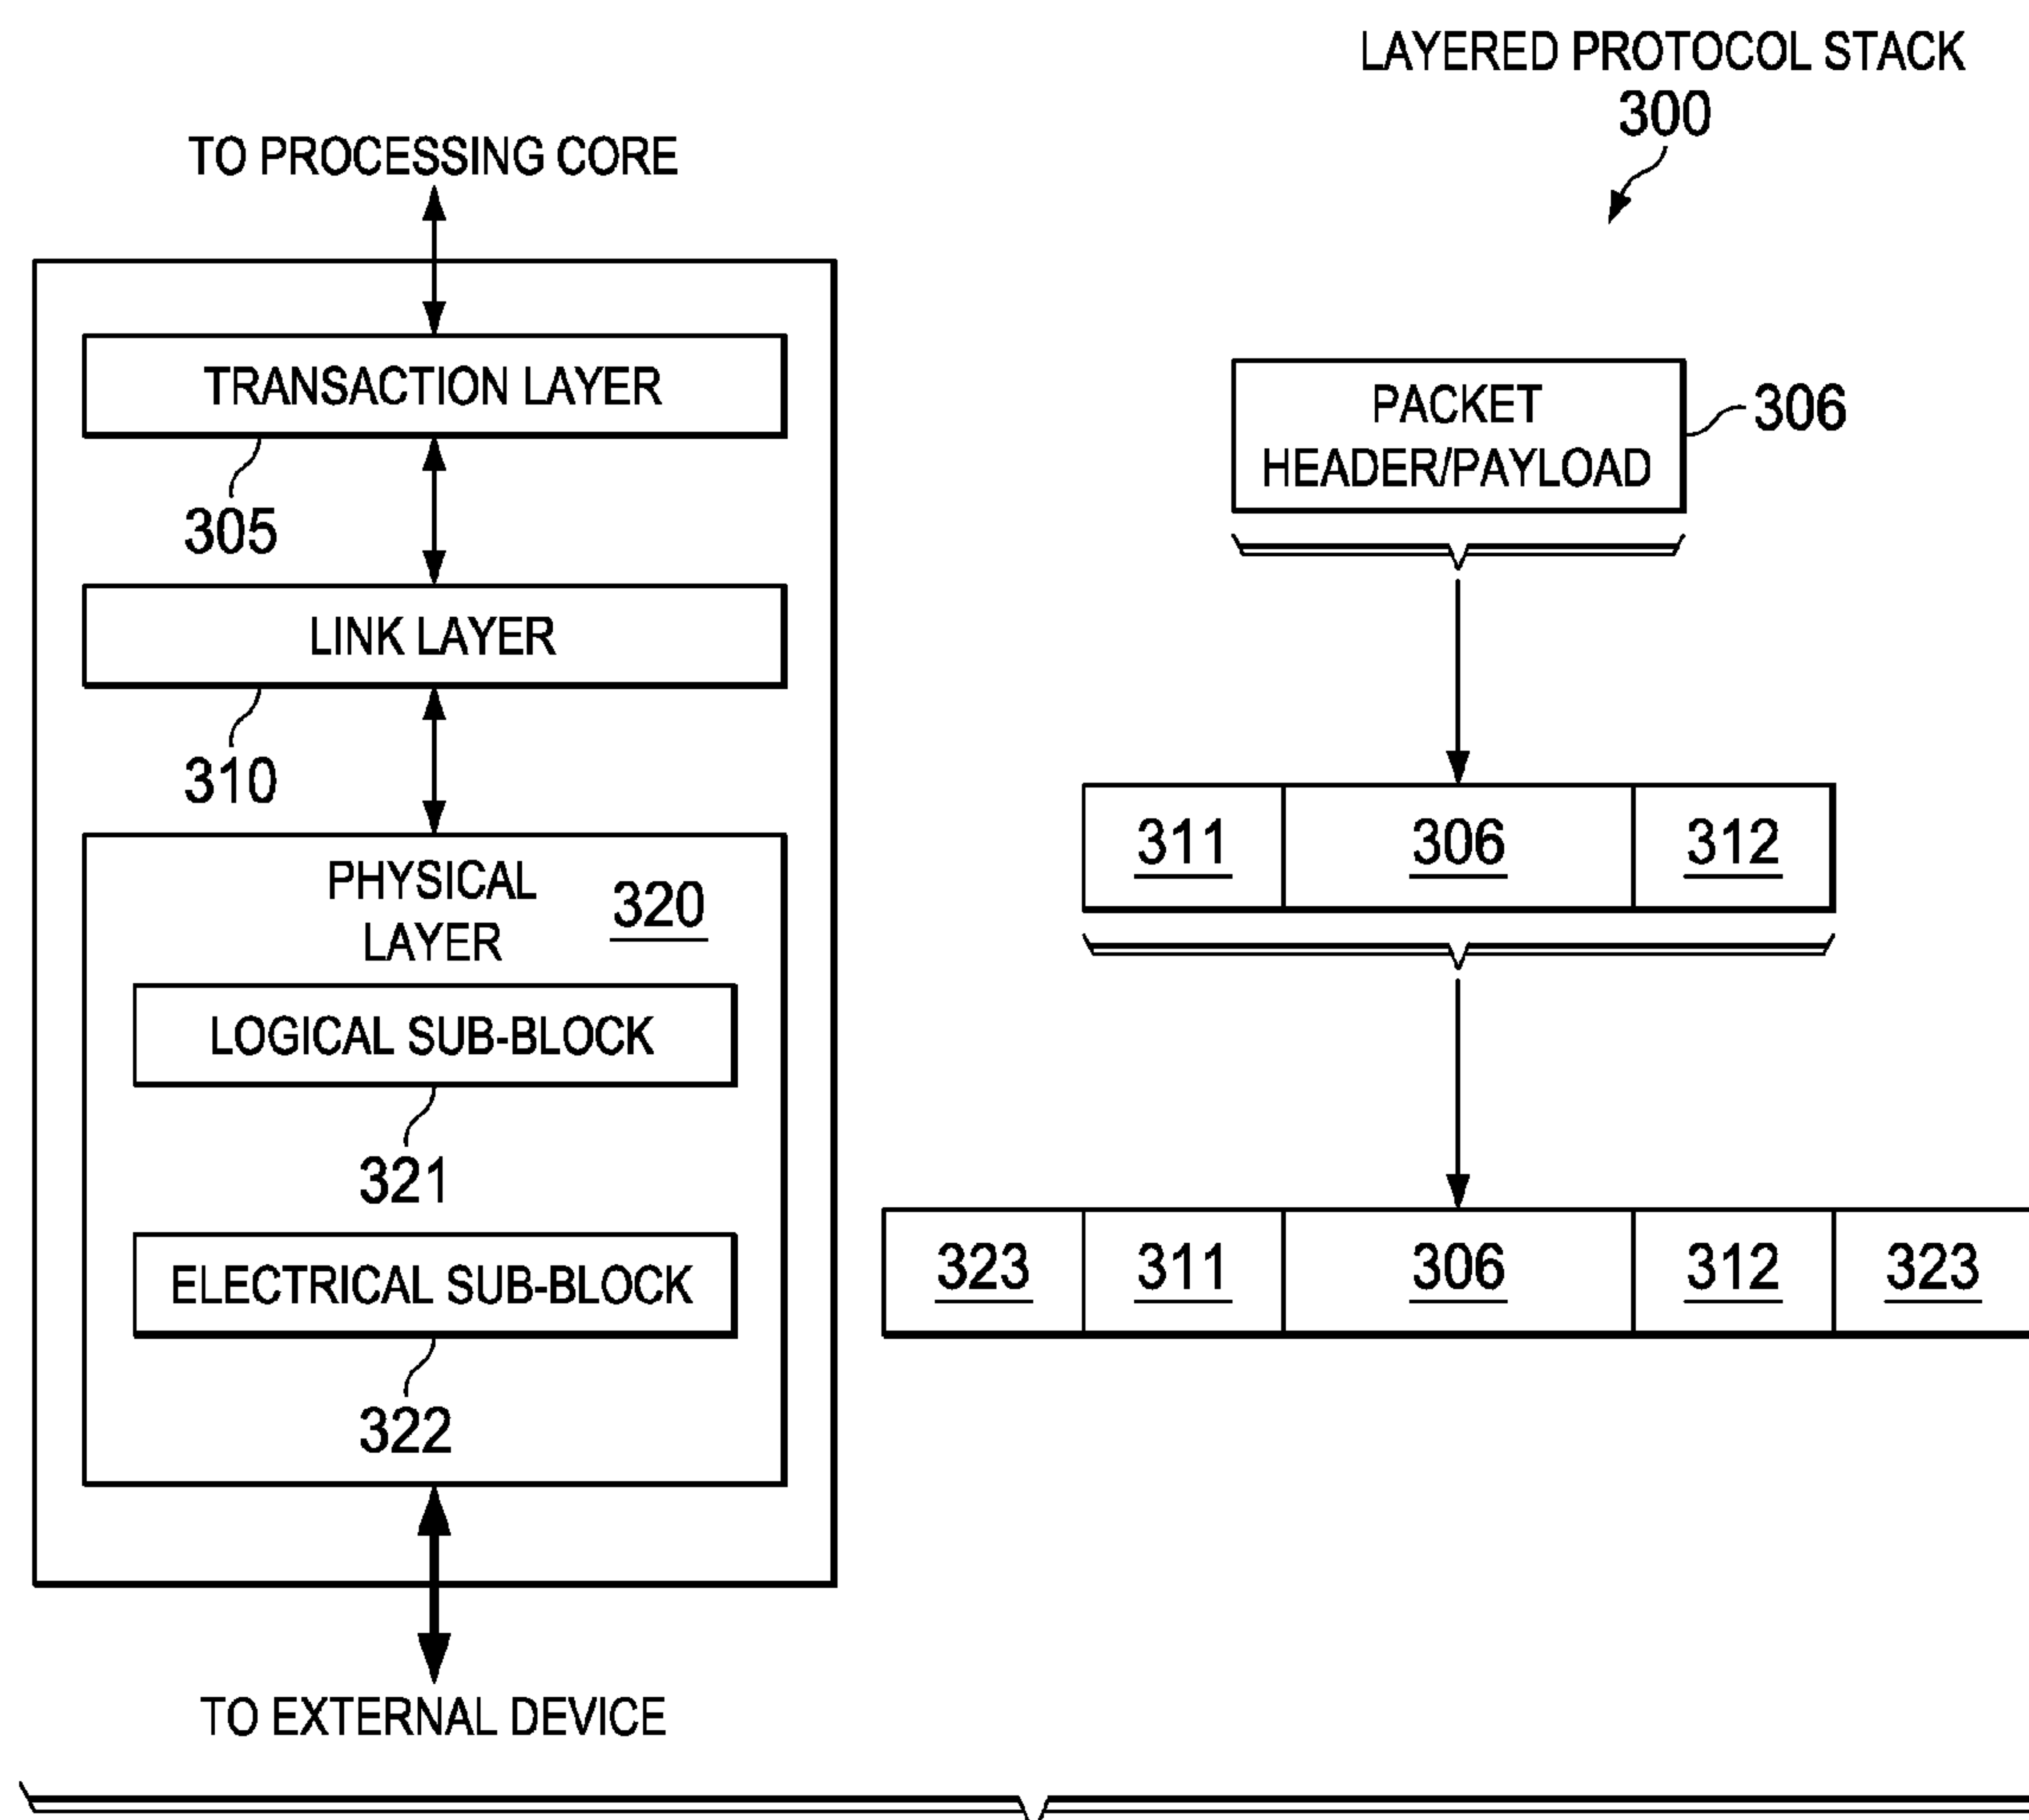 LAYERED PROTOCOL STACK
300
TO PROCESSING CORE
TRANSACTION LAYER
305
LINK LAYER
310
PHYSICAL
LAYER
320
LOGICAL SUB-BLOCK
321
ELECTRICAL SUB-BLOCK
322
TO EXTERNAL DEVICE
PACKET
HEADER/PAYLOAD
306
311 306 312
323 311 306 312 323